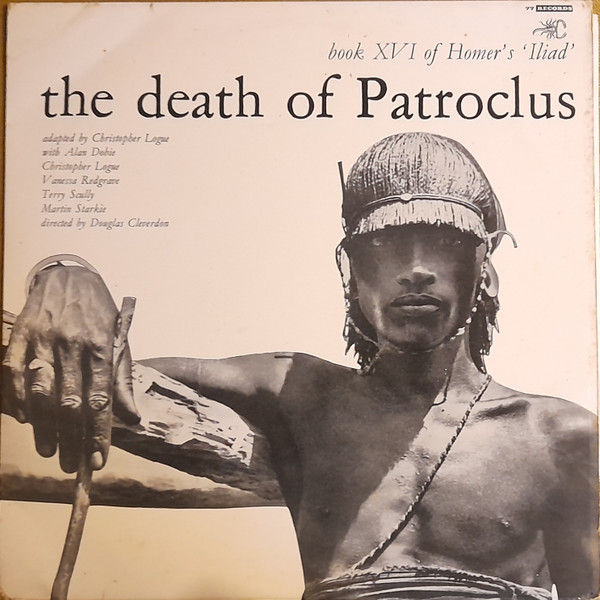 77 RECORDS
book XVI of Homer's 'Iliad'
the death of Patroclus
adapted by Christopher Logue
with Alan Dobie
Christopher Logue
Vanessa Redgrave
Terry Scully
Martin Starkie
directed by Douglas Cleverdon